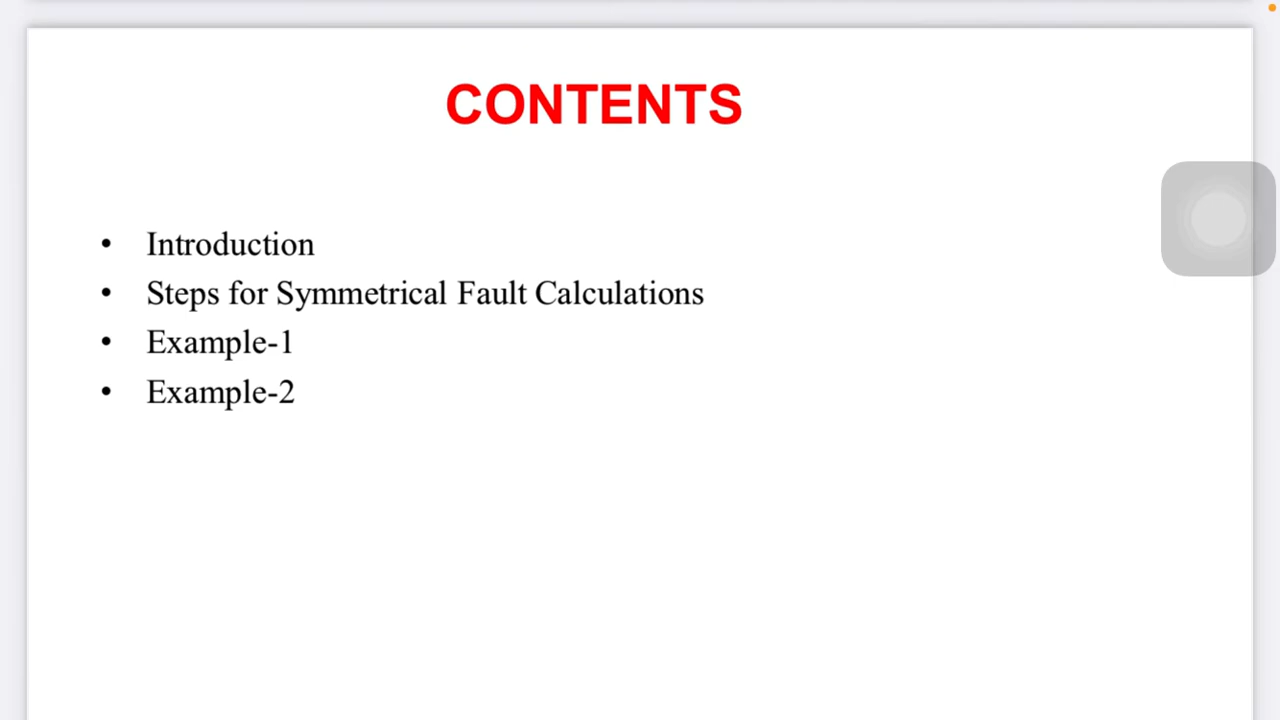 CONTENTS
• Introduction
• Steps for Symmetrical Fault Calculations
• Example-1
• Example-2